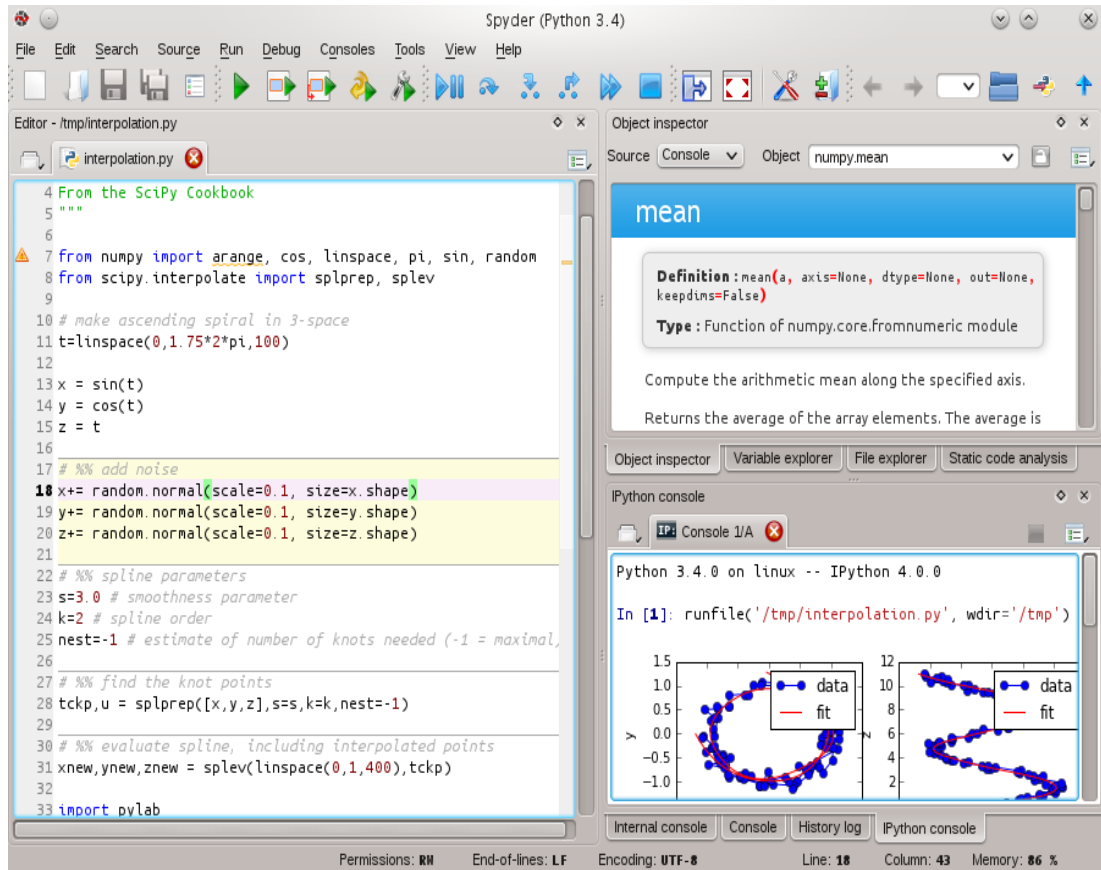 Spyder (Python 3.4)
File Edit Search Source Run Debug Consoles Tools View Help
Editor - /tmp/interpolation.py
interpolation.py
4 From the SciPy Cookbook
5 """
6
7 from numpy import arange, cos, linspace, pi, sin, random
8 from scipy.interpolate import splprep, splev
9
10 # make ascending spiral in 3-space
11 t=linspace(0,1.75*2*pi,100)
12
13 x = sin(t)
14 y = cos(t)
15 z = t
16
17 # %% add noise
18 x+= random.normal(scale=0.1, size=x.shape)
19 y+= random.normal(scale=0.1, size=y.shape)
20 z+= random.normal(scale=0.1, size=z.shape)
21
22 # %% spline parameters
23 s=3.0 # smoothness parameter
24 k=2 # spline order
25 nest=-1 # estimate of number of knots needed (-1 = maximal)
26
27 # %% find the knot points
28 tckp,u = splprep([x,y,z],s=s,k=k,nest=-1)
29
30 # %% evaluate spline, including interpolated points
31 xnew,ynew,znew = splev(linspace(0,1,400),tckp)
32
33 import pylab
Object inspector
Source Console Object numpy.mean
mean
Definition : mean(a, axis=None, dtype=None, out=None,
keepdims=False)
Type : Function of numpy.core.fromnumeric module
Compute the arithmetic mean along the specified axis.
Returns the average of the array elements. The average is
Object inspector Variable explorer File explorer Static code analysis
IPython console
IP: Console 1/A
Python 3.4.0 on linux -- IPython 4.0.0
In [1]: runfile('/tmp/interpolation.py', wdir='/tmp')
1.5
1.0
0.5
0.0
−0.5
−1.0
y
data
fit
12
10
8
6
4
2
z
data
fit
Internal console Console History log IPython console
Permissions: RW End-of-lines: LF Encoding: UTF-8 Line: 18 Column: 43 Memory: 86 %